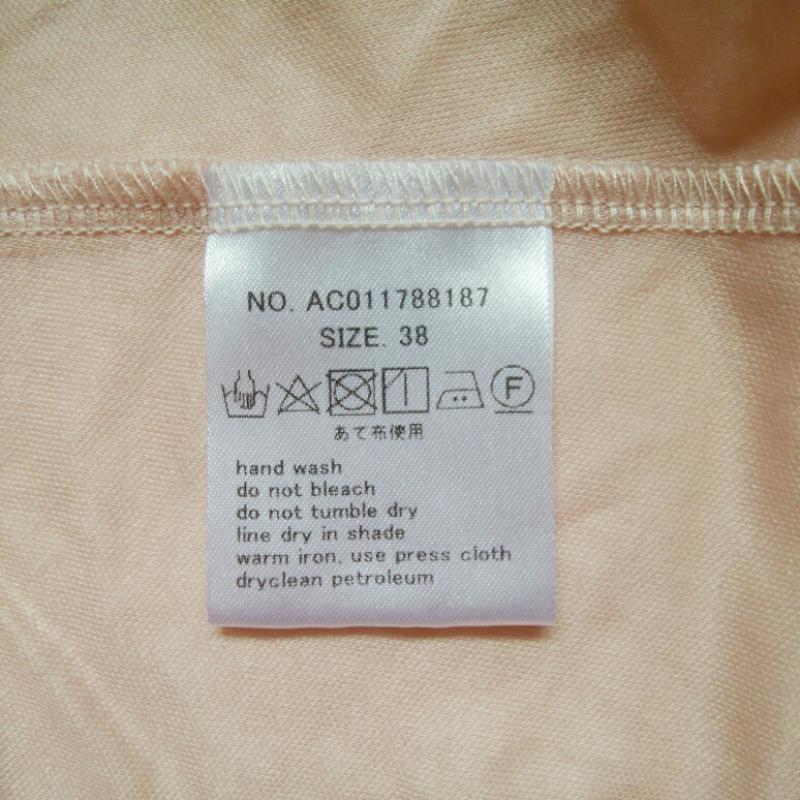 NO. AC011788187
SIZE. 38
F
あて布使用
hand wash
do not bleach
do not tumble dry
line dry in shade
warm iron, use press cloth
dryclean petroleum